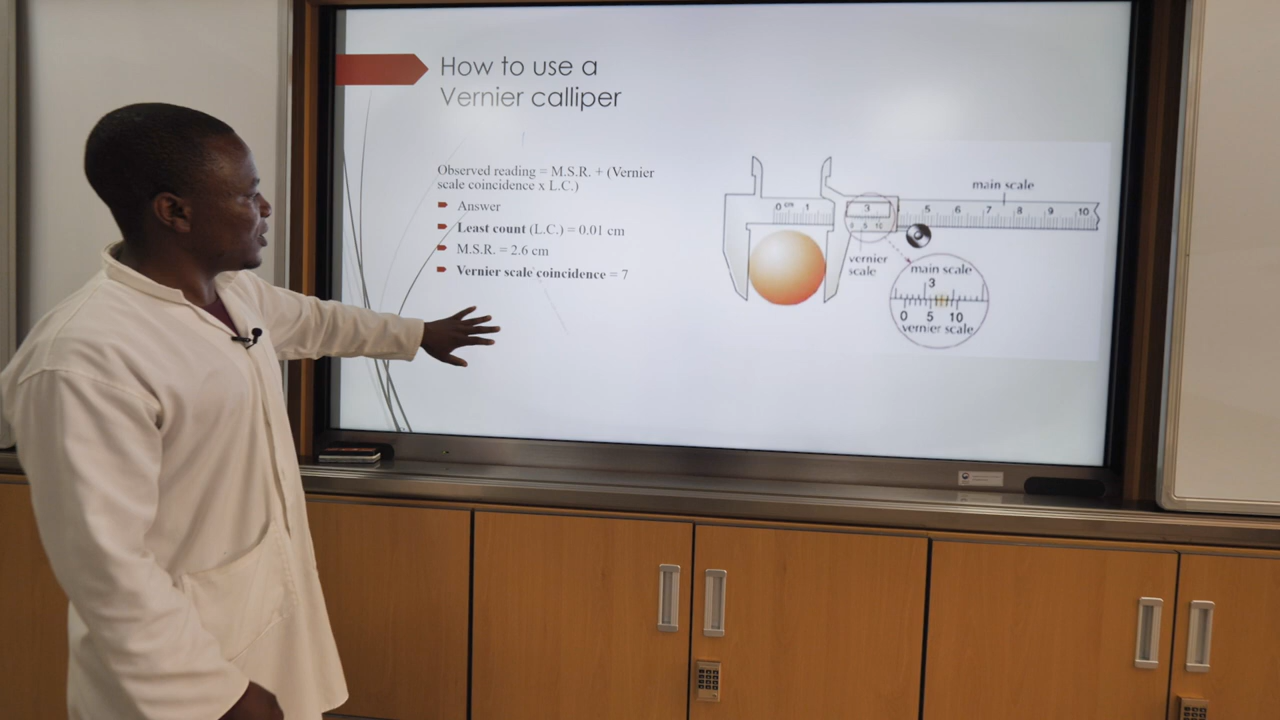 How to use a
Vernier calliper
Observed reading = M.S.R. + (Vernier
scale coincidence x L.C.)
Answer
Least count (L.C.) = 0.01 cm
M.S.R. = 2.6 cm
Vernier scale coincidence = 7
main scale
0 cm 1
3
5 6 7 8 9 10
0 5 10
vernier
scale
main scale
3
0 5 10
vernier scale